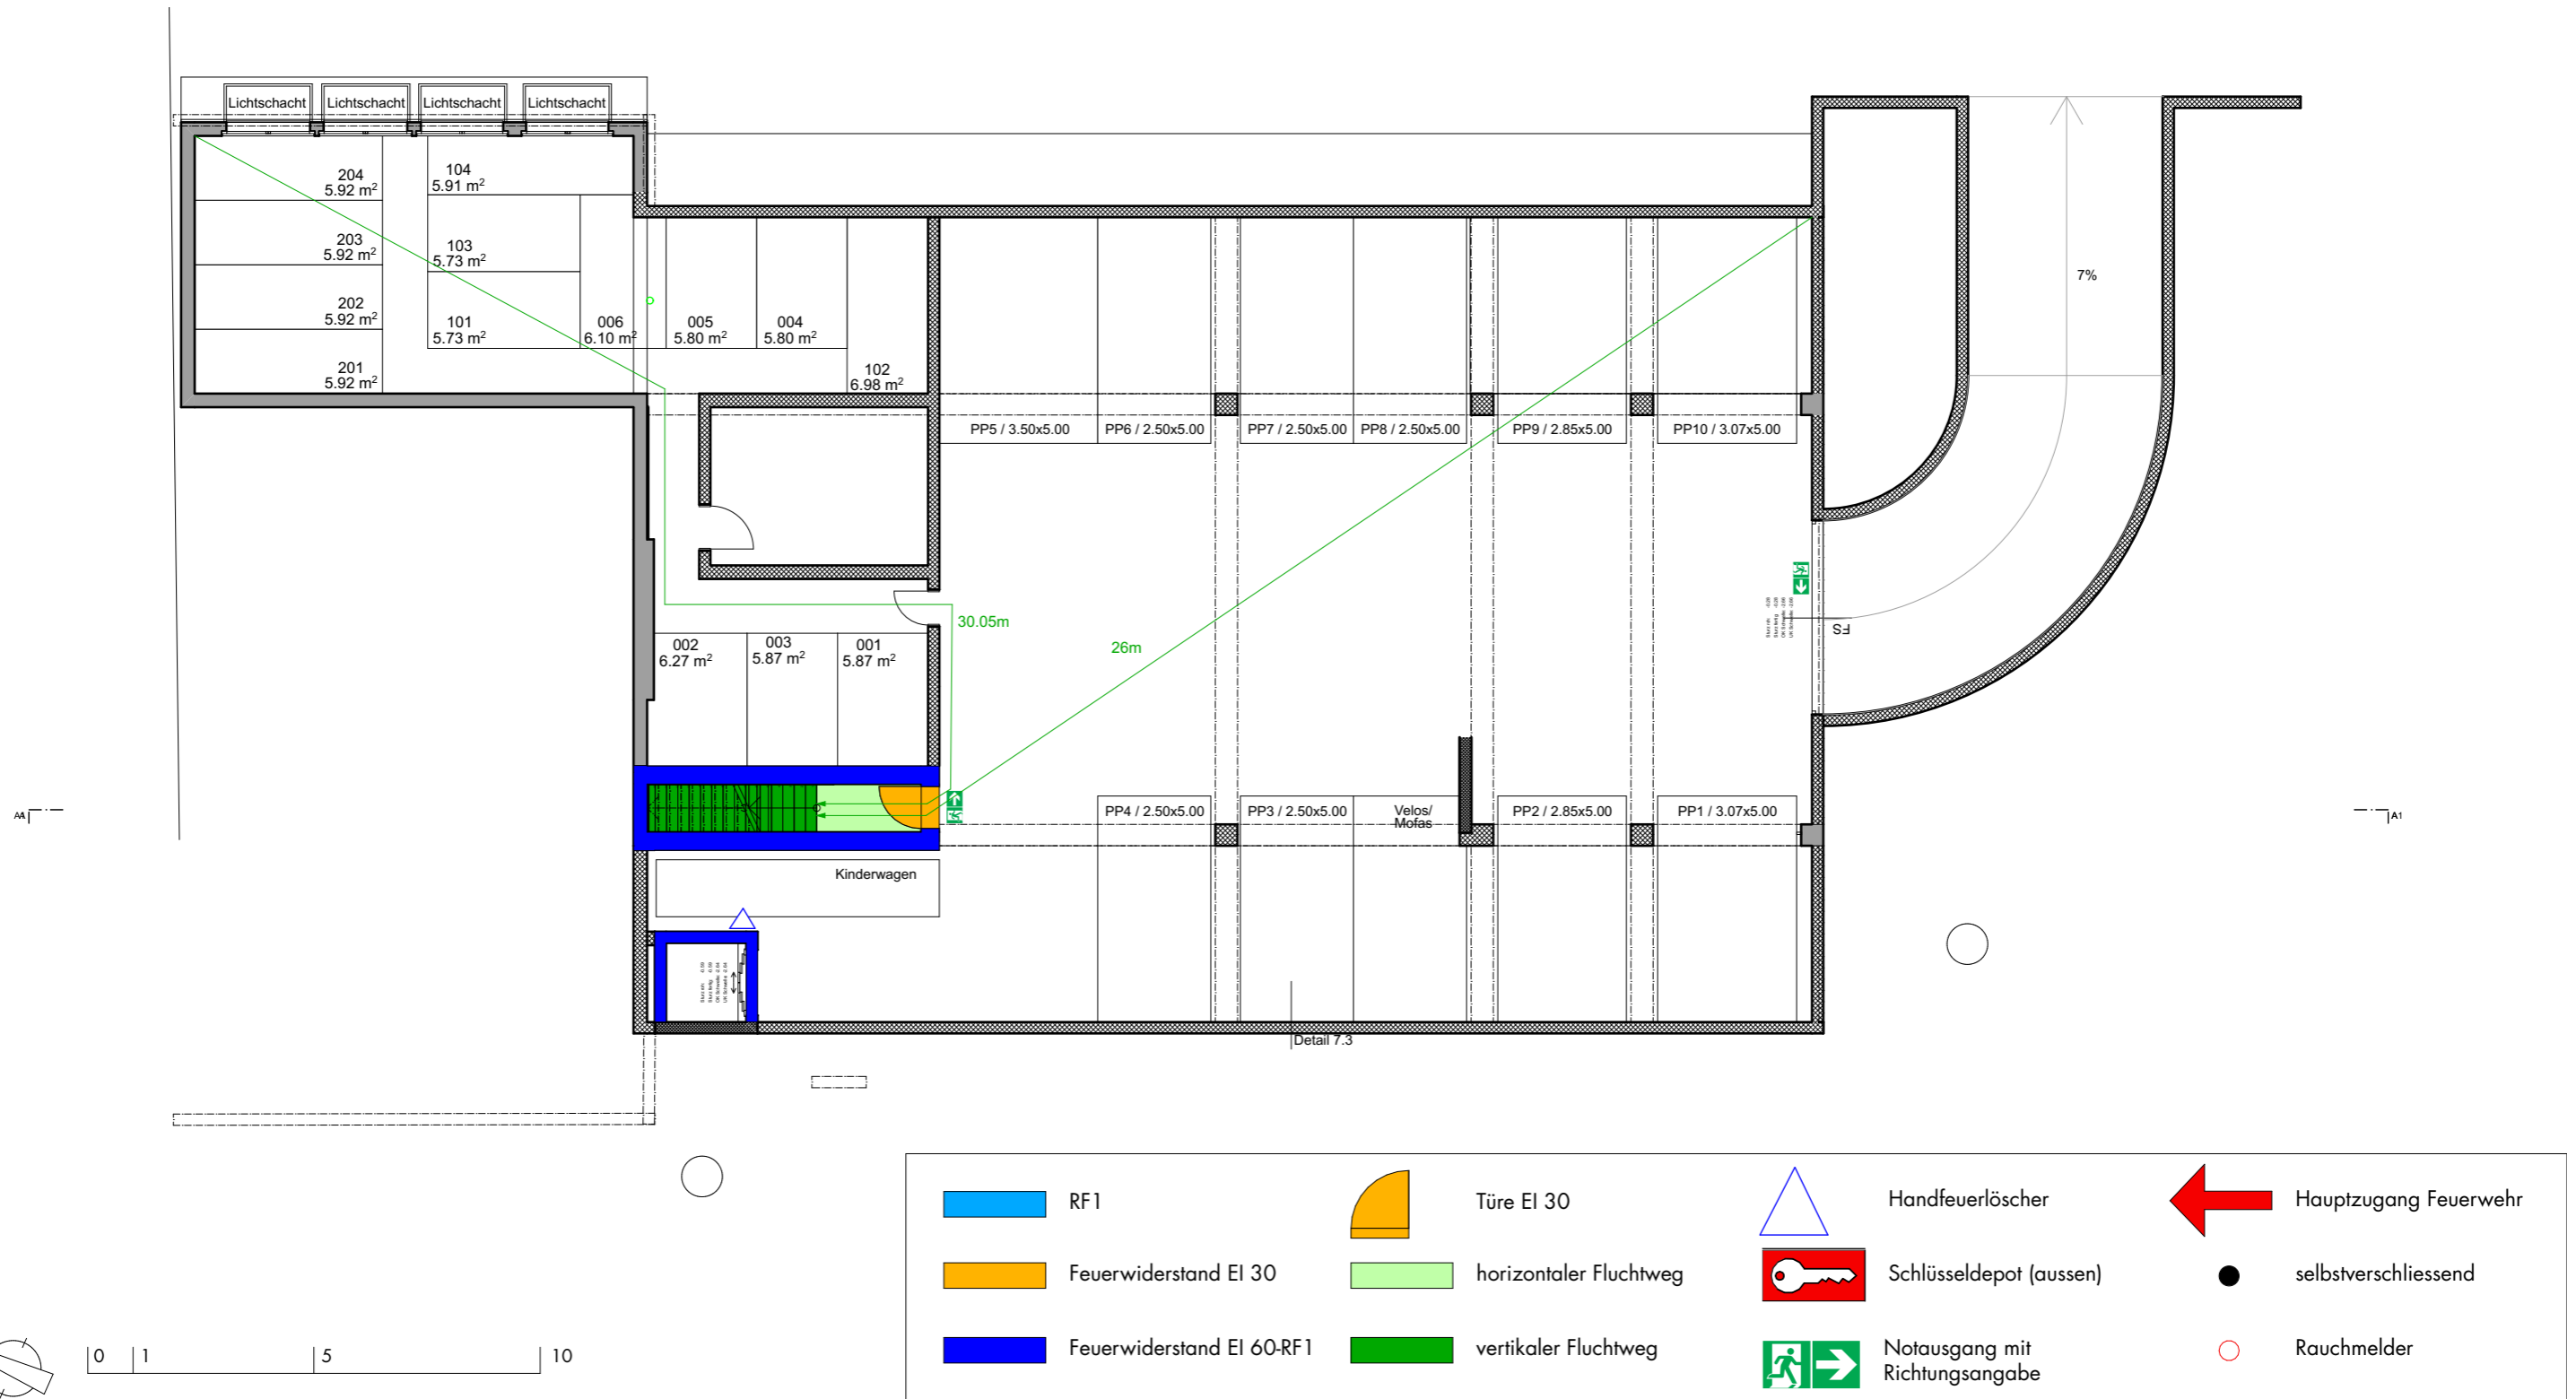 Lichtschacht
Lichtschacht
Lichtschacht
Lichtschacht
204
5.92 m²
104
5.91 m²
203
5.92 m²
103
5.73 m²
202
5.92 m²
101
5.73 m²
006
6.10 m²
005
5.80 m²
004
5.80 m²
201
5.92 m²
102
6.98 m²
7%
PP5 / 3.50x5.00
PP6 / 2.50x5.00
PP7 / 2.50x5.00
PP8 / 2.50x5.00
PP9 / 2.85x5.00
PP10 / 3.07x5.00
30.05m
26m
FS
002
6.27 m²
003
5.87 m²
001
5.87 m²
PP4 / 2.50x5.00
PP3 / 2.50x5.00
Velos/
Mofas
PP2 / 2.85x5.00
PP1 / 3.07x5.00
A1
Kinderwagen
Detail 7.3
RF1
Türe EI 30
Handfeuerlöscher
Hauptzugang Feuerwehr
Feuerwiderstand EI 30
horizontaler Fluchtweg
Schlüsseldepot (aussen)
selbstverschliessend
Feuerwiderstand EI 60-RF1
vertikaler Fluchtweg
Notausgang mit
Richtungsangabe
Rauchmelder
0 1 5 10